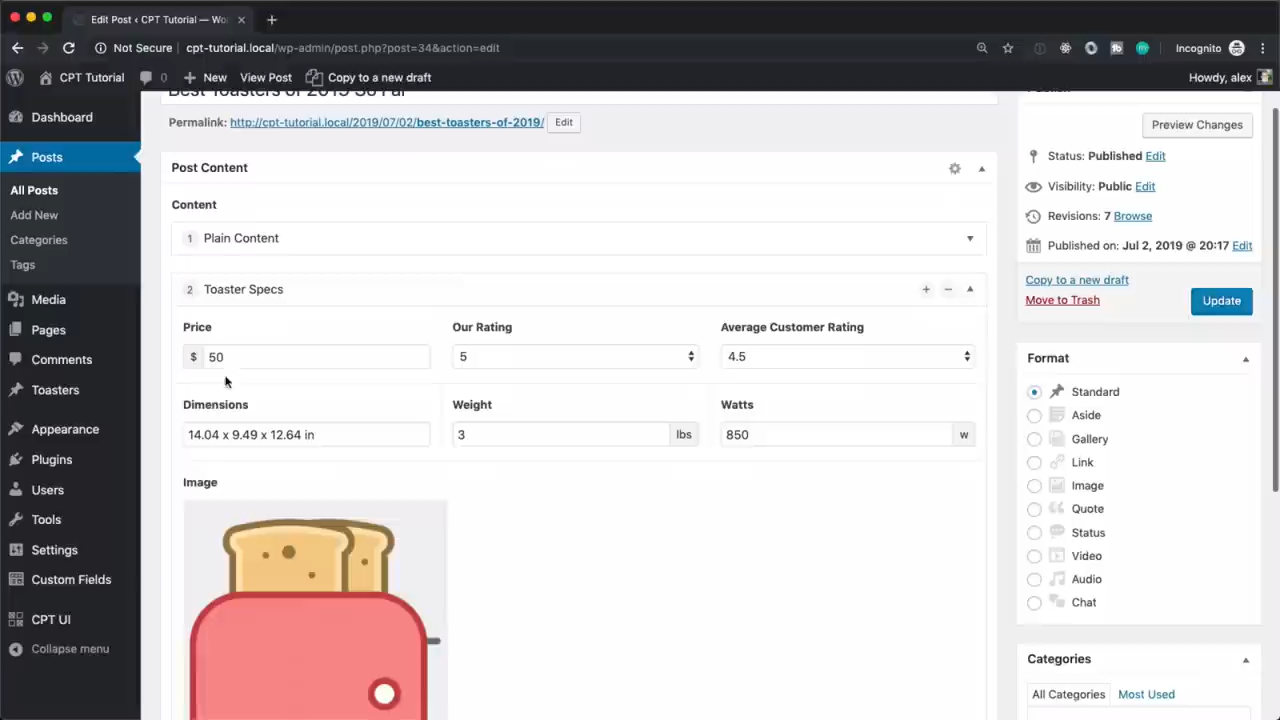 Edit Post ‹ CPT Tutorial — Wo
Not Secure cpt-tutorial.local/wp-admin/post.php?post=34&action=edit
Incognito
CPT Tutorial 0 New View Post Copy to a new draft Howdy, alex
Dashboard
Posts
All Posts
Add New
Categories
Tags
Media
Pages
Comments
Toasters
Appearance
Plugins
Users
Tools
Settings
Custom Fields
CPT UI
Collapse menu
Best Toasters of 2019 So Far
Permalink: http://cpt-tutorial.local/2019/07/02/best-toasters-of-2019/ Edit
Post Content
Content
1 Plain Content
2 Toaster Specs
Price Our Rating Average Customer Rating
$ 50 5 4.5
Dimensions Weight Watts
14.04 x 9.49 x 12.64 in 3 lbs 850 w
Image
Publish
Preview Changes
Status: Published Edit
Visibility: Public Edit
Revisions: 7 Browse
Published on: Jul 2, 2019 @ 20:17 Edit
Copy to a new draft
Move to Trash
Update
Format
Standard
Aside
Gallery
Link
Image
Quote
Status
Video
Audio
Chat
Categories
All Categories Most Used